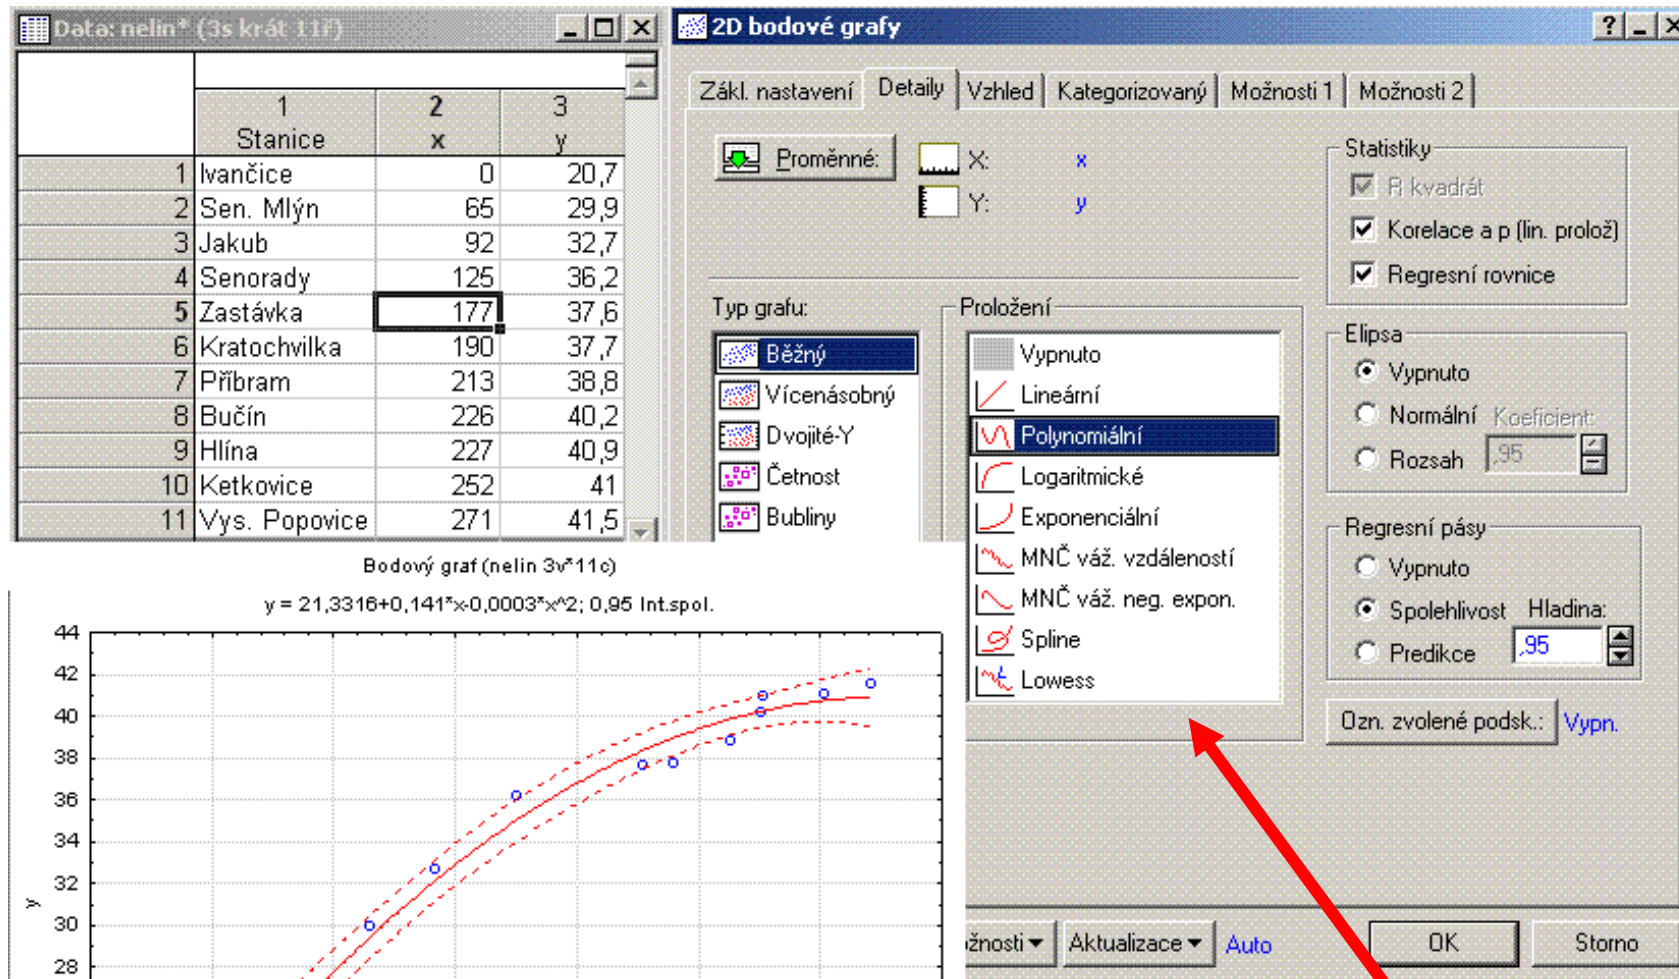 Data: nelin* (3s krát 11ř)
1 2 3
Stanice x y
1 Ivančice 0 20,7
2 Sen. Mlýn 65 29,9
3 Jakub 92 32,7
4 Senorady 125 36,2
5 Zastávka 177 37,6
6 Kratochvilka 190 37,7
7 Příbram 213 38,8
8 Bučín 226 40,2
9 Hlína 227 40,9
10 Ketkovice 252 41
11 Vys. Popovice 271 41,5
2D bodové grafy
Zákl. nastavení Detaily Vzhled Kategorizovaný Možnosti 1 Možnosti 2
Proměnné:
X: x
Y: y
Typ grafu:
Běžný
Vícenásobný
Dvojité-Y
Četnost
Bubliny
Proložení
Vypnuto
Lineární
Polynomiální
Logaritmické
Exponenciální
MNČ váž. vzdáleností
MNČ váž. neg. expon.
Spline
Lowess
Statistiky
R kvadrát
Korelace a p (lin. prolož)
Regresní rovnice
Elipsa
Vypnuto
Normální Koeficient:
Rozsah ,95
Regresní pásy
Vypnuto
Spolehlivost Hladina:
Predikce ,95
Ozn. zvolené podsk.: Vypn.
žnosti Aktualizace Auto OK Storno
Bodový graf (nelin 3v*11c)
y = 21,3316+0,141*x-0,0003*x^2; 0,95 Int.spol.
44
42
40
38
36
34
32
30
28
y